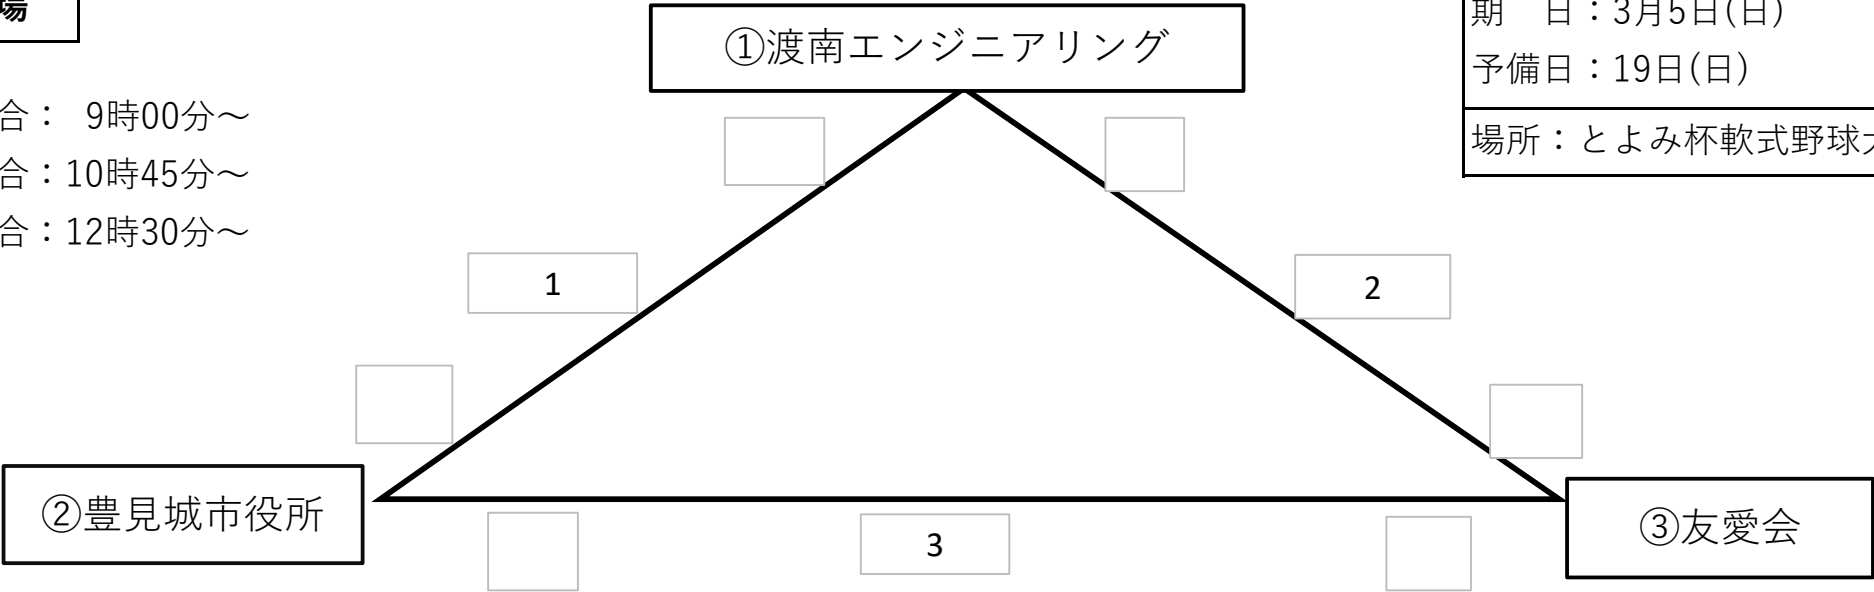 場
①渡南エンジニアリング
期　日：3月5日(日)
予備日：19日(日)
場所：とよみ杯軟式野球
合：　9時00分～
合：10時45分～
合：12時30分～
1
2
②豊見城市役所
3
③友愛会